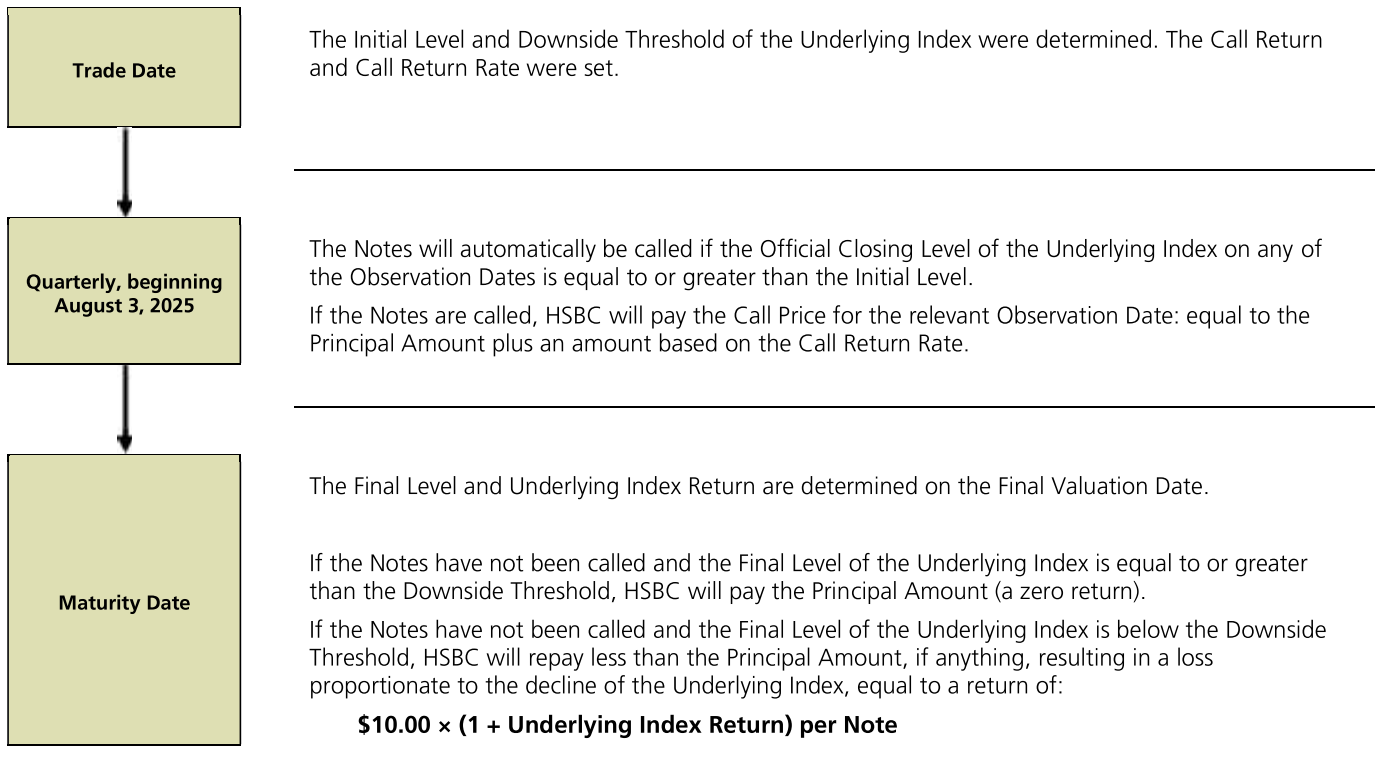 Trade Date
The Initial Level and Downside Threshold of the Underlying Index were determined. The Call Return
and Call Return Rate were set.
Quarterly, beginning
August 3, 2025
The Notes will automatically be called if the Official Closing Level of the Underlying Index on any of
the Observation Dates is equal to or greater than the Initial Level.
If the Notes are called, HSBC will pay the Call Price for the relevant Observation Date: equal to the
Principal Amount plus an amount based on the Call Return Rate.
Maturity Date
The Final Level and Underlying Index Return are determined on the Final Valuation Date.
If the Notes have not been called and the Final Level of the Underlying Index is equal to or greater
than the Downside Threshold, HSBC will pay the Principal Amount (a zero return).
If the Notes have not been called and the Final Level of the Underlying Index is below the Downside
Threshold, HSBC will repay less than the Principal Amount, if anything, resulting in a loss
proportionate to the decline of the Underlying Index, equal to a return of:
$10.00 × (1 + Underlying Index Return) per Note